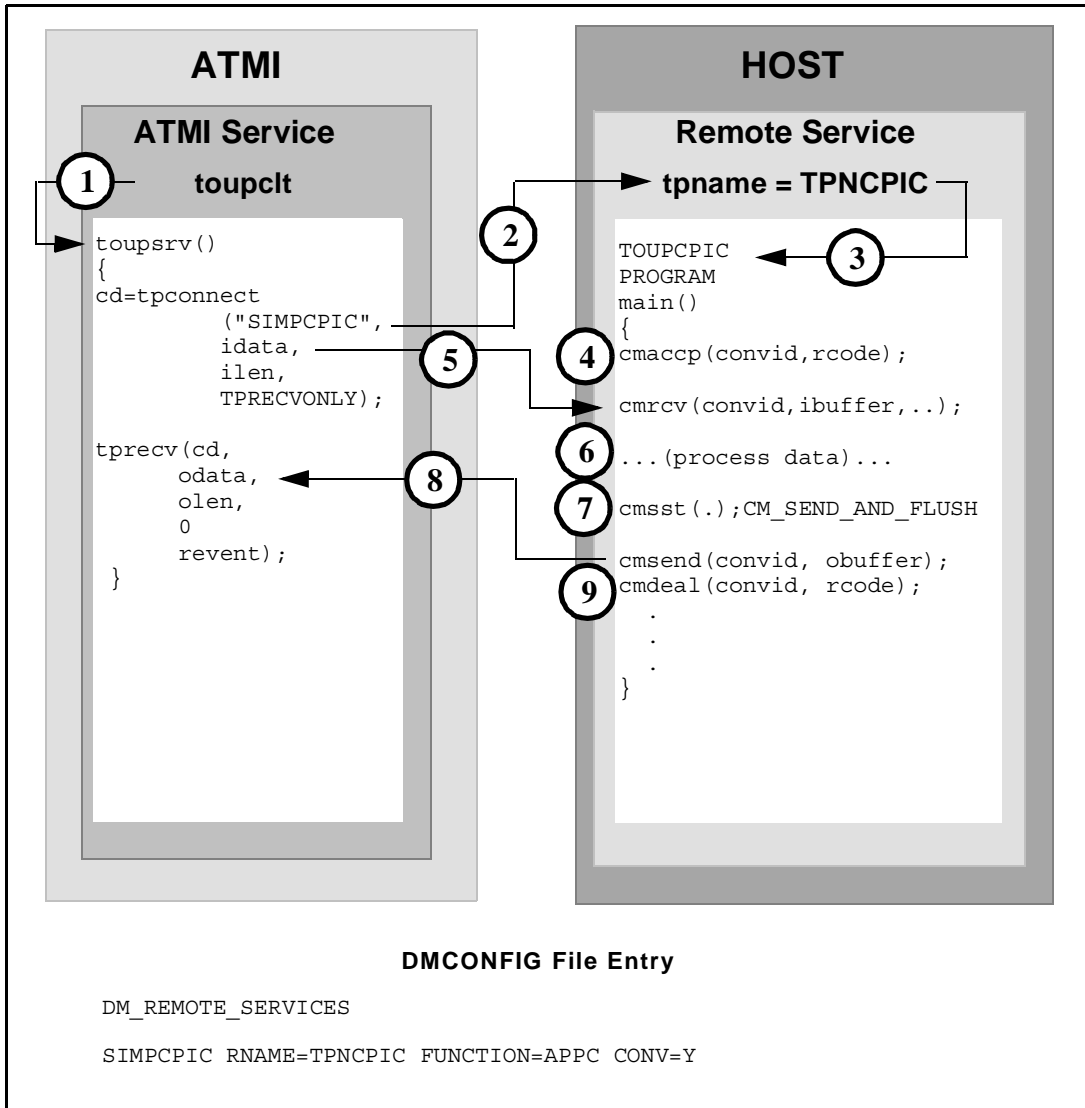 ATMI
ATMI Service
1
toupclt
toupsrv()
{
cd=tpconnect
("SIMPCPIC",
idata,
ilen,
TPRECVONLY);
tprecv(cd,
odata,
olen,
0
revent);
}
2
5
8
HOST
Remote Service
tpname = TPNCPIC
3
TOUPCPIC
PROGRAM
main()
{
4
cmaccp(convid,rcode);
cmrcv(convid,ibuffer,..);
6
...(process data)...
7
cmsst(.);CM_SEND_AND_FLUSH
cmsend(convid, obuffer);
9
cmdeal(convid, rcode);
.
.
.
}
DMCONFIG File Entry
DM_REMOTE_SERVICES
SIMPCPIC RNAME=TPNCPIC FUNCTION=APPC CONV=Y